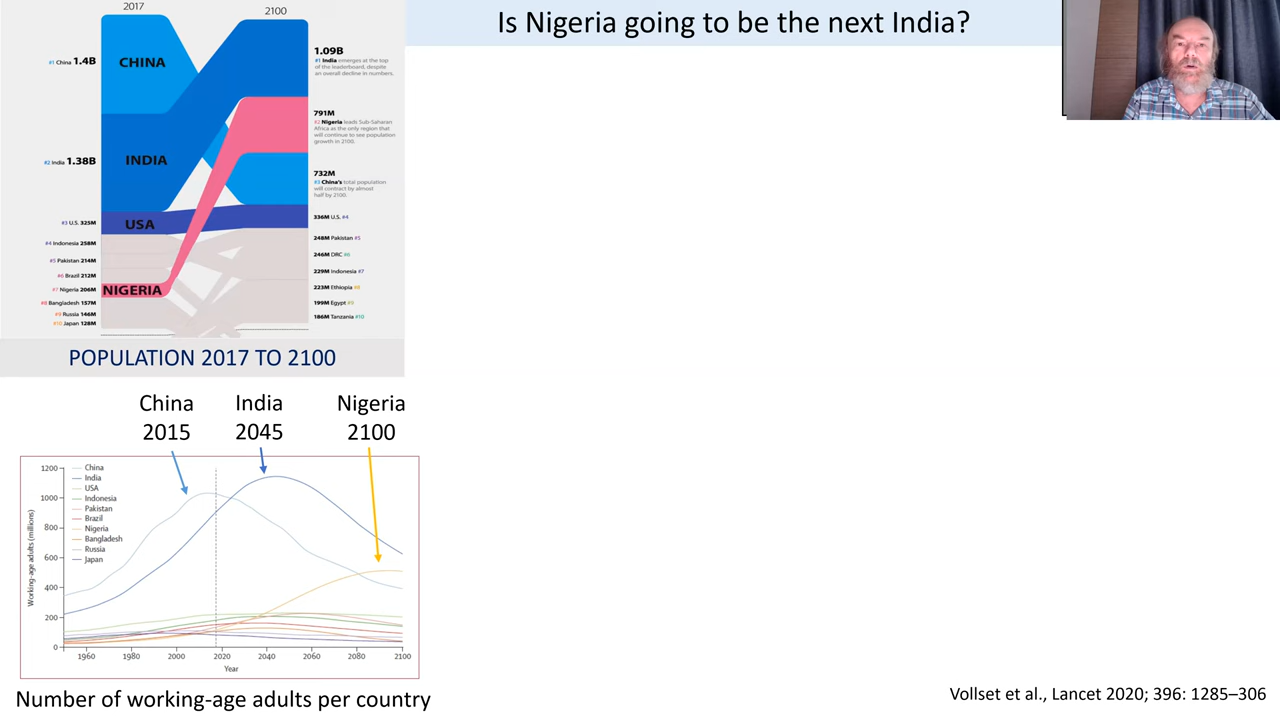 Is Nigeria going to be the next India?
2017
2100
#1 China 1.4B
CHINA
#2 India 1.38B
INDIA
#3 U.S. 325M
USA
#4 Indonesia 258M
#5 Pakistan 214M
#6 Brazil 212M
#7 Nigeria 206M
NIGERIA
#8 Bangladesh 157M
#9 Russia 146M
#10 Japan 128M
1.09B
#1 India emerges at the top
of the leaderboard, despite
an overall decline in numbers.
791M
#2 Nigeria leads Sub-Saharan
Africa as the only region that
will continue to see population
growth in 2100.
732M
#3 China's total population
will contract by almost
half by 2100.
336M U.S. #4
248M Pakistan #5
246M DRC #6
229M Indonesia #7
223M Ethiopia #8
199M Egypt #9
186M Tanzania #10
POPULATION 2017 TO 2100
China
2015
India
2045
Nigeria
2100
Working-age adults (millions)
1200
1000
800
600
400
200
0
China
India
USA
Indonesia
Pakistan
Brazil
Nigeria
Bangladesh
Russia
Japan
1960 1980 2000 2020 2040 2060 2080 2100
Year
Number of working-age adults per country
Vollset et al., Lancet 2020; 396: 1285–306